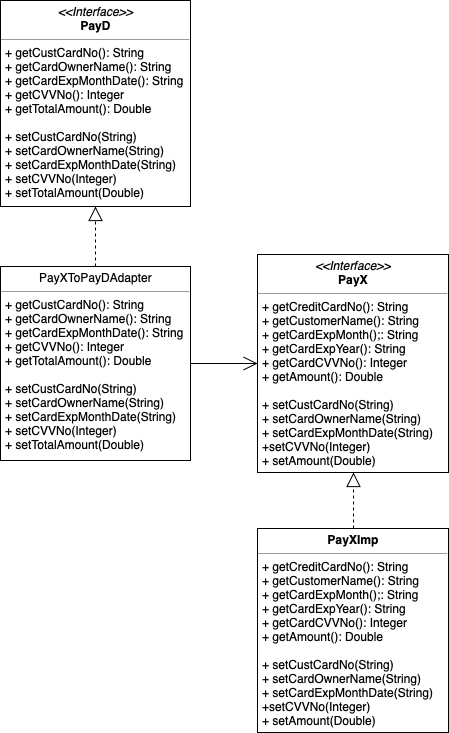 <<Interface>>
PayD
+ getCustCardNo(): String
+ getCardOwnerName(): String
+ getCardExpMonthDate(): String
+ getCVVNo(): Integer
+ getTotalAmount(): Double
+ setCustCardNo(String)
+ setCardOwnerName(String)
+ setCardExpMonthDate(String)
+ setCVVNo(Integer)
+ setTotalAmount(Double)
PayXToPayDAdapter
+ getCustCardNo(): String
+ getCardOwnerName(): String
+ getCardExpMonthDate(): String
+ getCVVNo(): Integer
+ getTotalAmount(): Double
+ setCustCardNo(String)
+ setCardOwnerName(String)
+ setCardExpMonthDate(String)
+ setCVVNo(Integer)
+ setTotalAmount(Double)
<<Interface>>
PayX
+ getCreditCardNo(): String
+ getCustomerName(): String
+ getCardExpMonth();: String
+ getCardExpYear(): String
+ getCardCVVNo(): Integer
+ getAmount(): Double
+ setCustCardNo(String)
+ setCardOwnerName(String)
+ setCardExpMonthDate(String)
+setCVVNo(Integer)
+ setAmount(Double)
PayXImp
+ getCreditCardNo(): String
+ getCustomerName(): String
+ getCardExpMonth();: String
+ getCardExpYear(): String
+ getCardCVVNo(): Integer
+ getAmount(): Double
+ setCustCardNo(String)
+ setCardOwnerName(String)
+ setCardExpMonthDate(String)
+setCVVNo(Integer)
+ setAmount(Double)